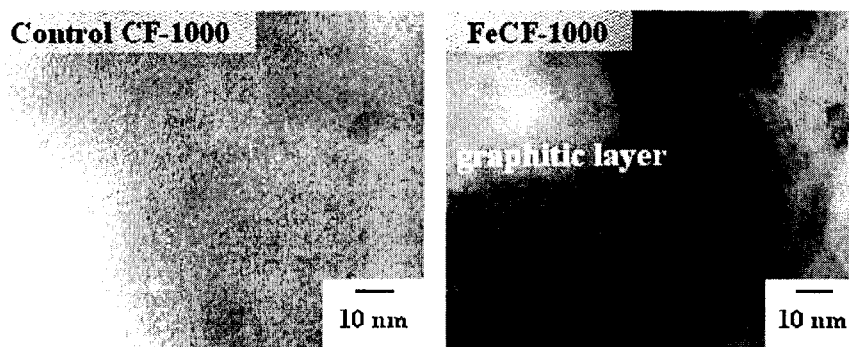 Control CF-1000
FeCF-1000
graphitic layer
10 nm
10 nm